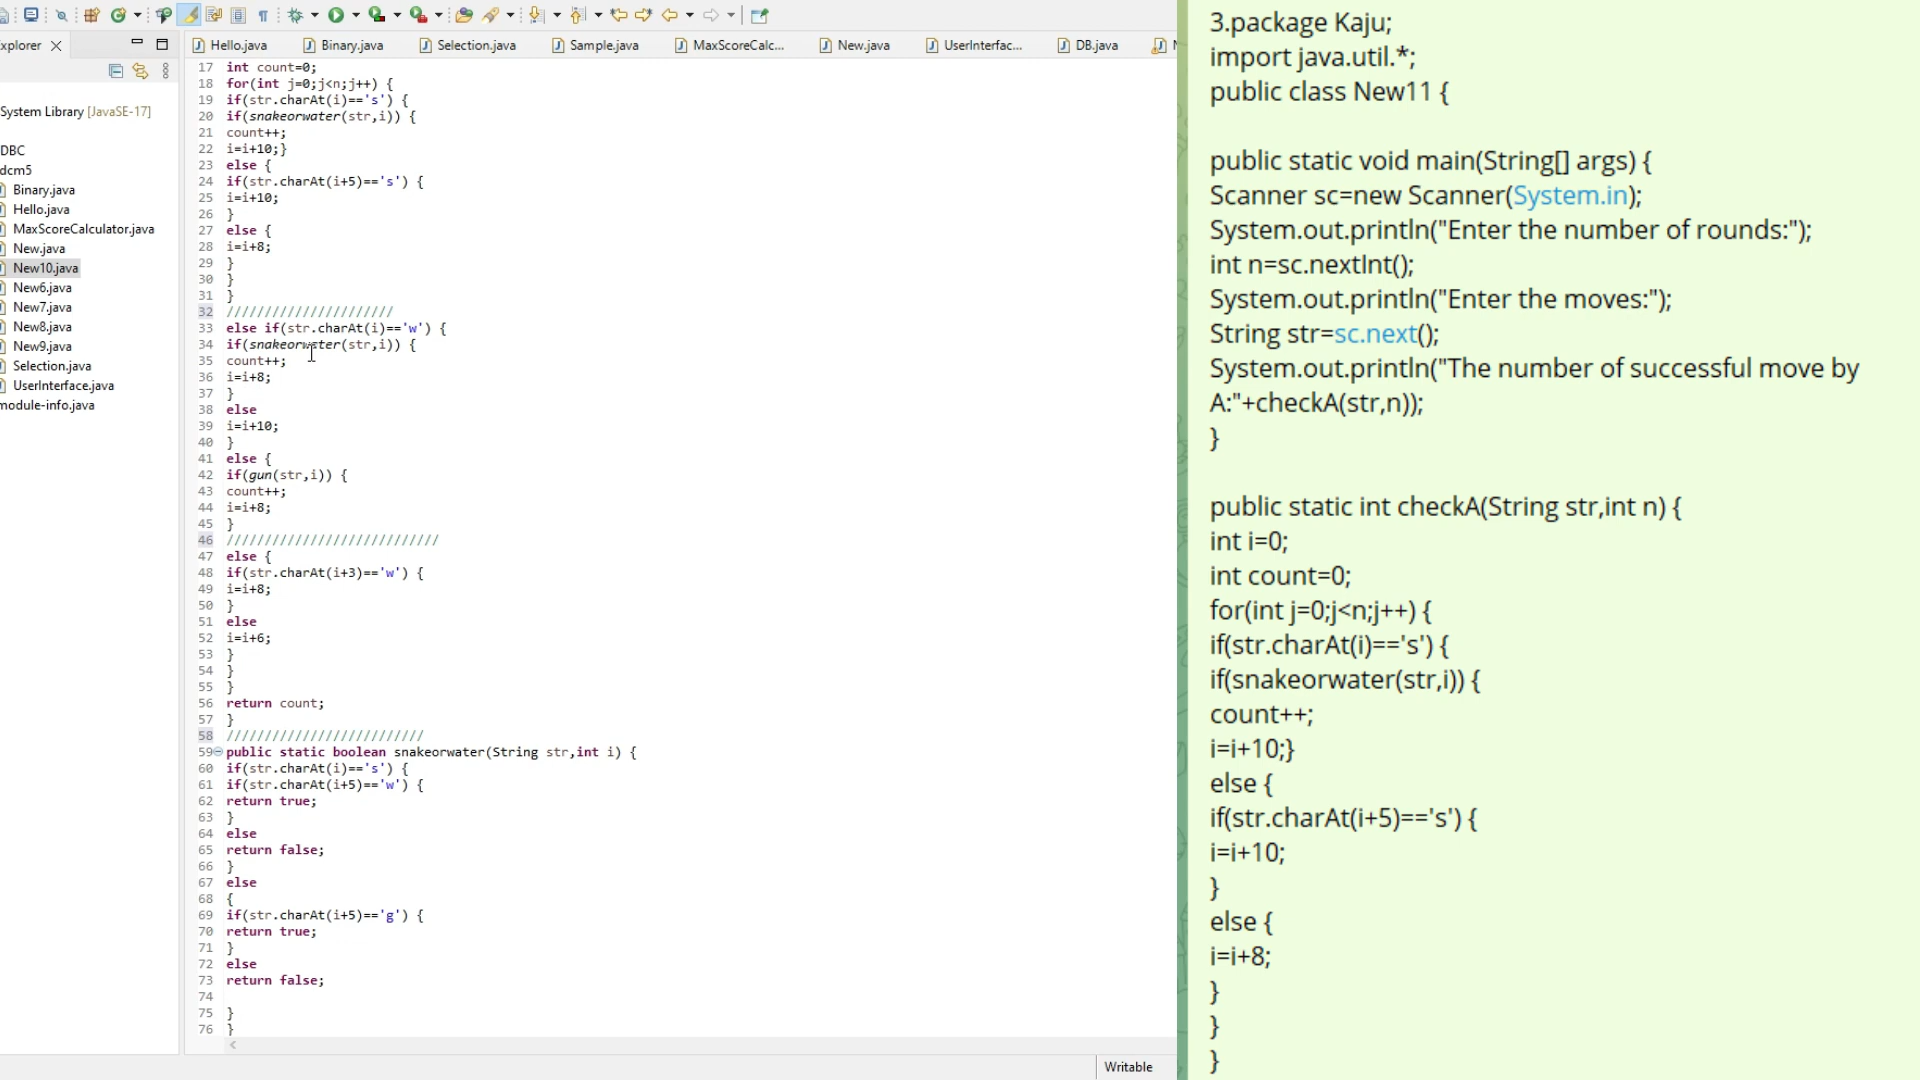 xplorer
Hello.java
Binary.java
Selection.java
Sample.java
MaxScoreCalc...
New.java
UserInterfac...
DB.java
System Library [JavaSE-17]
DBC
dcm5
Binary.java
Hello.java
MaxScoreCalculator.java
New.java
New10.java
New6.java
New7.java
New8.java
New9.java
Selection.java
UserInterface.java
module-info.java
17 int count=0;
18 for(int j=0;j<n;j++) {
19 if(str.charAt(i)=='s') {
20 if(snakeorwater(str,i)) {
21 count++;
22 i=i+10;}
23 else {
24 if(str.charAt(i+5)=='s') {
25 i=i+10;
26 }
27 else {
28 i=i+8;
29 }
30 }
31 }
32 //////////////////////
33 else if(str.charAt(i)=='w') {
34 if(snakeorwater(str,i)) {
35 count++;
36 i=i+8;
37 }
38 else
39 i=i+10;
40 }
41 else {
42 if(gun(str,i)) {
43 count++;
44 i=i+8;
45 }
46 ////////////////////////////
47 else {
48 if(str.charAt(i+3)=='w') {
49 i=i+8;
50 }
51 else
52 i=i+6;
53 }
54 }
55 }
56 return count;
57 }
58 //////////////////////////
59 public static boolean snakeorwater(String str,int i) {
60 if(str.charAt(i)=='s') {
61 if(str.charAt(i+5)=='w') {
62 return true;
63 }
64 else
65 return false;
66 }
67 else
68 {
69 if(str.charAt(i+5)=='g') {
70 return true;
71 }
72 else
73 return false;
74
75 }
76 }
Writable
3.package Kaju;
import java.util.*;
public class New11 {
public static void main(String[] args) {
Scanner sc=new Scanner(System.in);
System.out.println("Enter the number of rounds:");
int n=sc.nextInt();
System.out.println("Enter the moves:");
String str=sc.next();
System.out.println("The number of successful move by
A:"+checkA(str,n));
}
public static int checkA(String str,int n) {
int i=0;
int count=0;
for(int j=0;j<n;j++) {
if(str.charAt(i)=='s') {
if(snakeorwater(str,i)) {
count++;
i=i+10;}
else {
if(str.charAt(i+5)=='s') {
i=i+10;
}
else {
i=i+8;
}
}
}